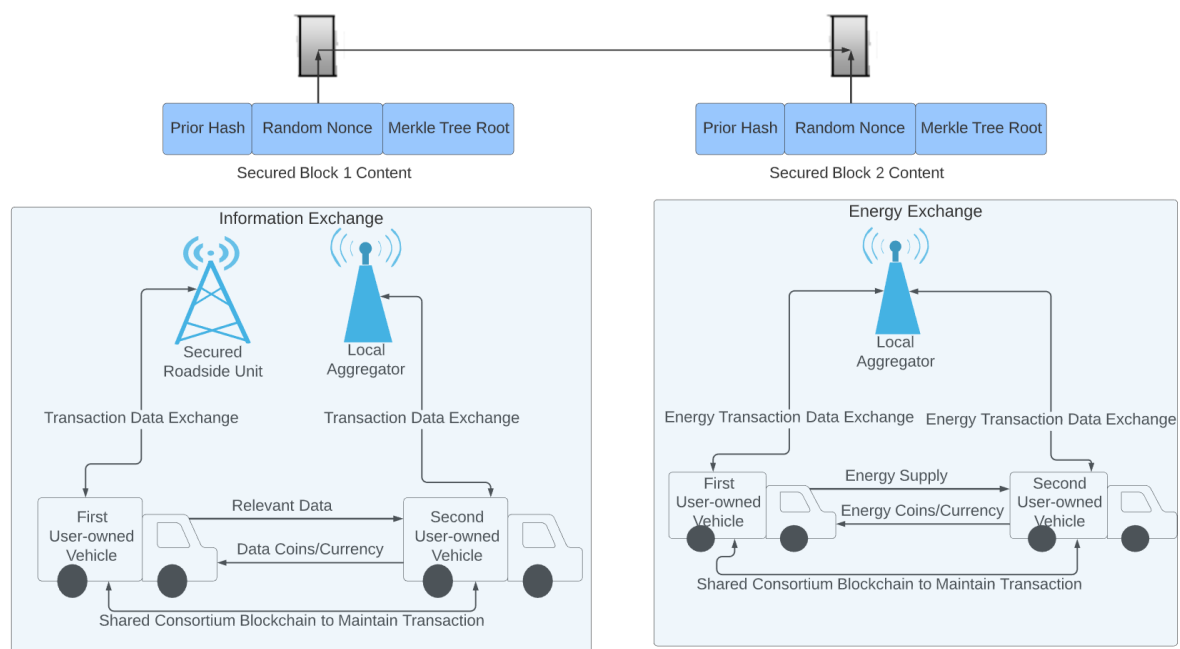 Prior Hash Random Nonce Merkle Tree Root
Secured Block 1 Content
Prior Hash Random Nonce Merkle Tree Root
Secured Block 2 Content
Information Exchange
Secured
Roadside Unit
Local
Aggregator
Transaction Data Exchange
Transaction Data Exchange
First
User-owned
Vehicle
Relevant Data
Data Coins/Currency
Second
User-owned
Vehicle
Shared Consortium Blockchain to Maintain Transaction
Energy Exchange
Local
Aggregator
Energy Transaction Data Exchange
Energy Transaction Data Exchange
First
User-owned
Vehicle
Energy Supply
Energy Coins/Currency
Second
User-owned
Vehicle
Shared Consortium Blockchain to Maintain Transaction